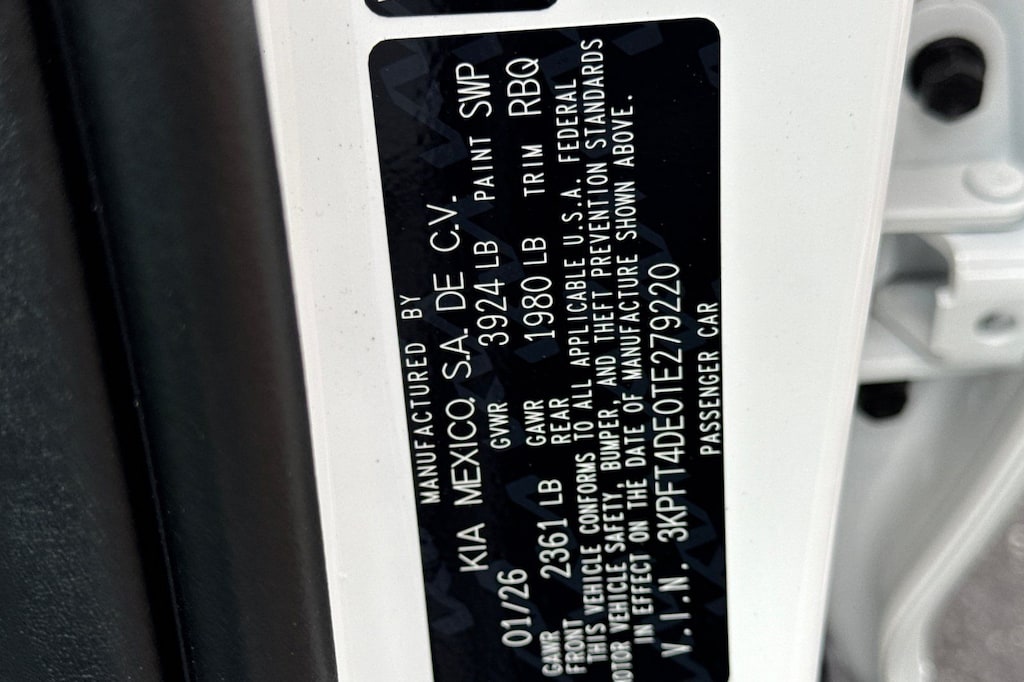 MANUFACTURED BY
KIA MEXICO, S.A. DE C.V.
01/26 GVWR 3924 LB PAINT SWP
GAWR FRONT 2361 LB GAWR REAR 1980 LB TRIM RBQ
THIS VEHICLE CONFORMS TO ALL APPLICABLE U.S.A. FEDERAL
MOTOR VEHICLE SAFETY, BUMPER, AND THEFT PREVENTION STANDARDS
IN EFFECT ON THE DATE OF MANUFACTURE SHOWN ABOVE.
V.I.N. 3KPFT4DE0TE279220
PASSENGER CAR